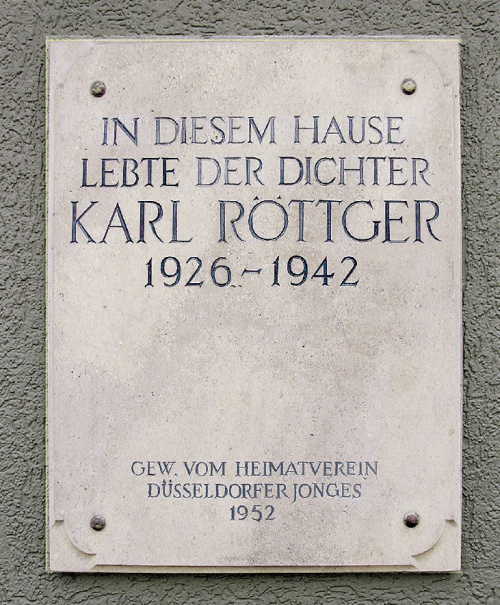 IN DIESEM HAUSE
LEBTE DER DICHTER
KARL RÖTTGER
1926-1942
GEW. VOM HEIMATVEREIN
DÜSSELDORFER JONGES
1952